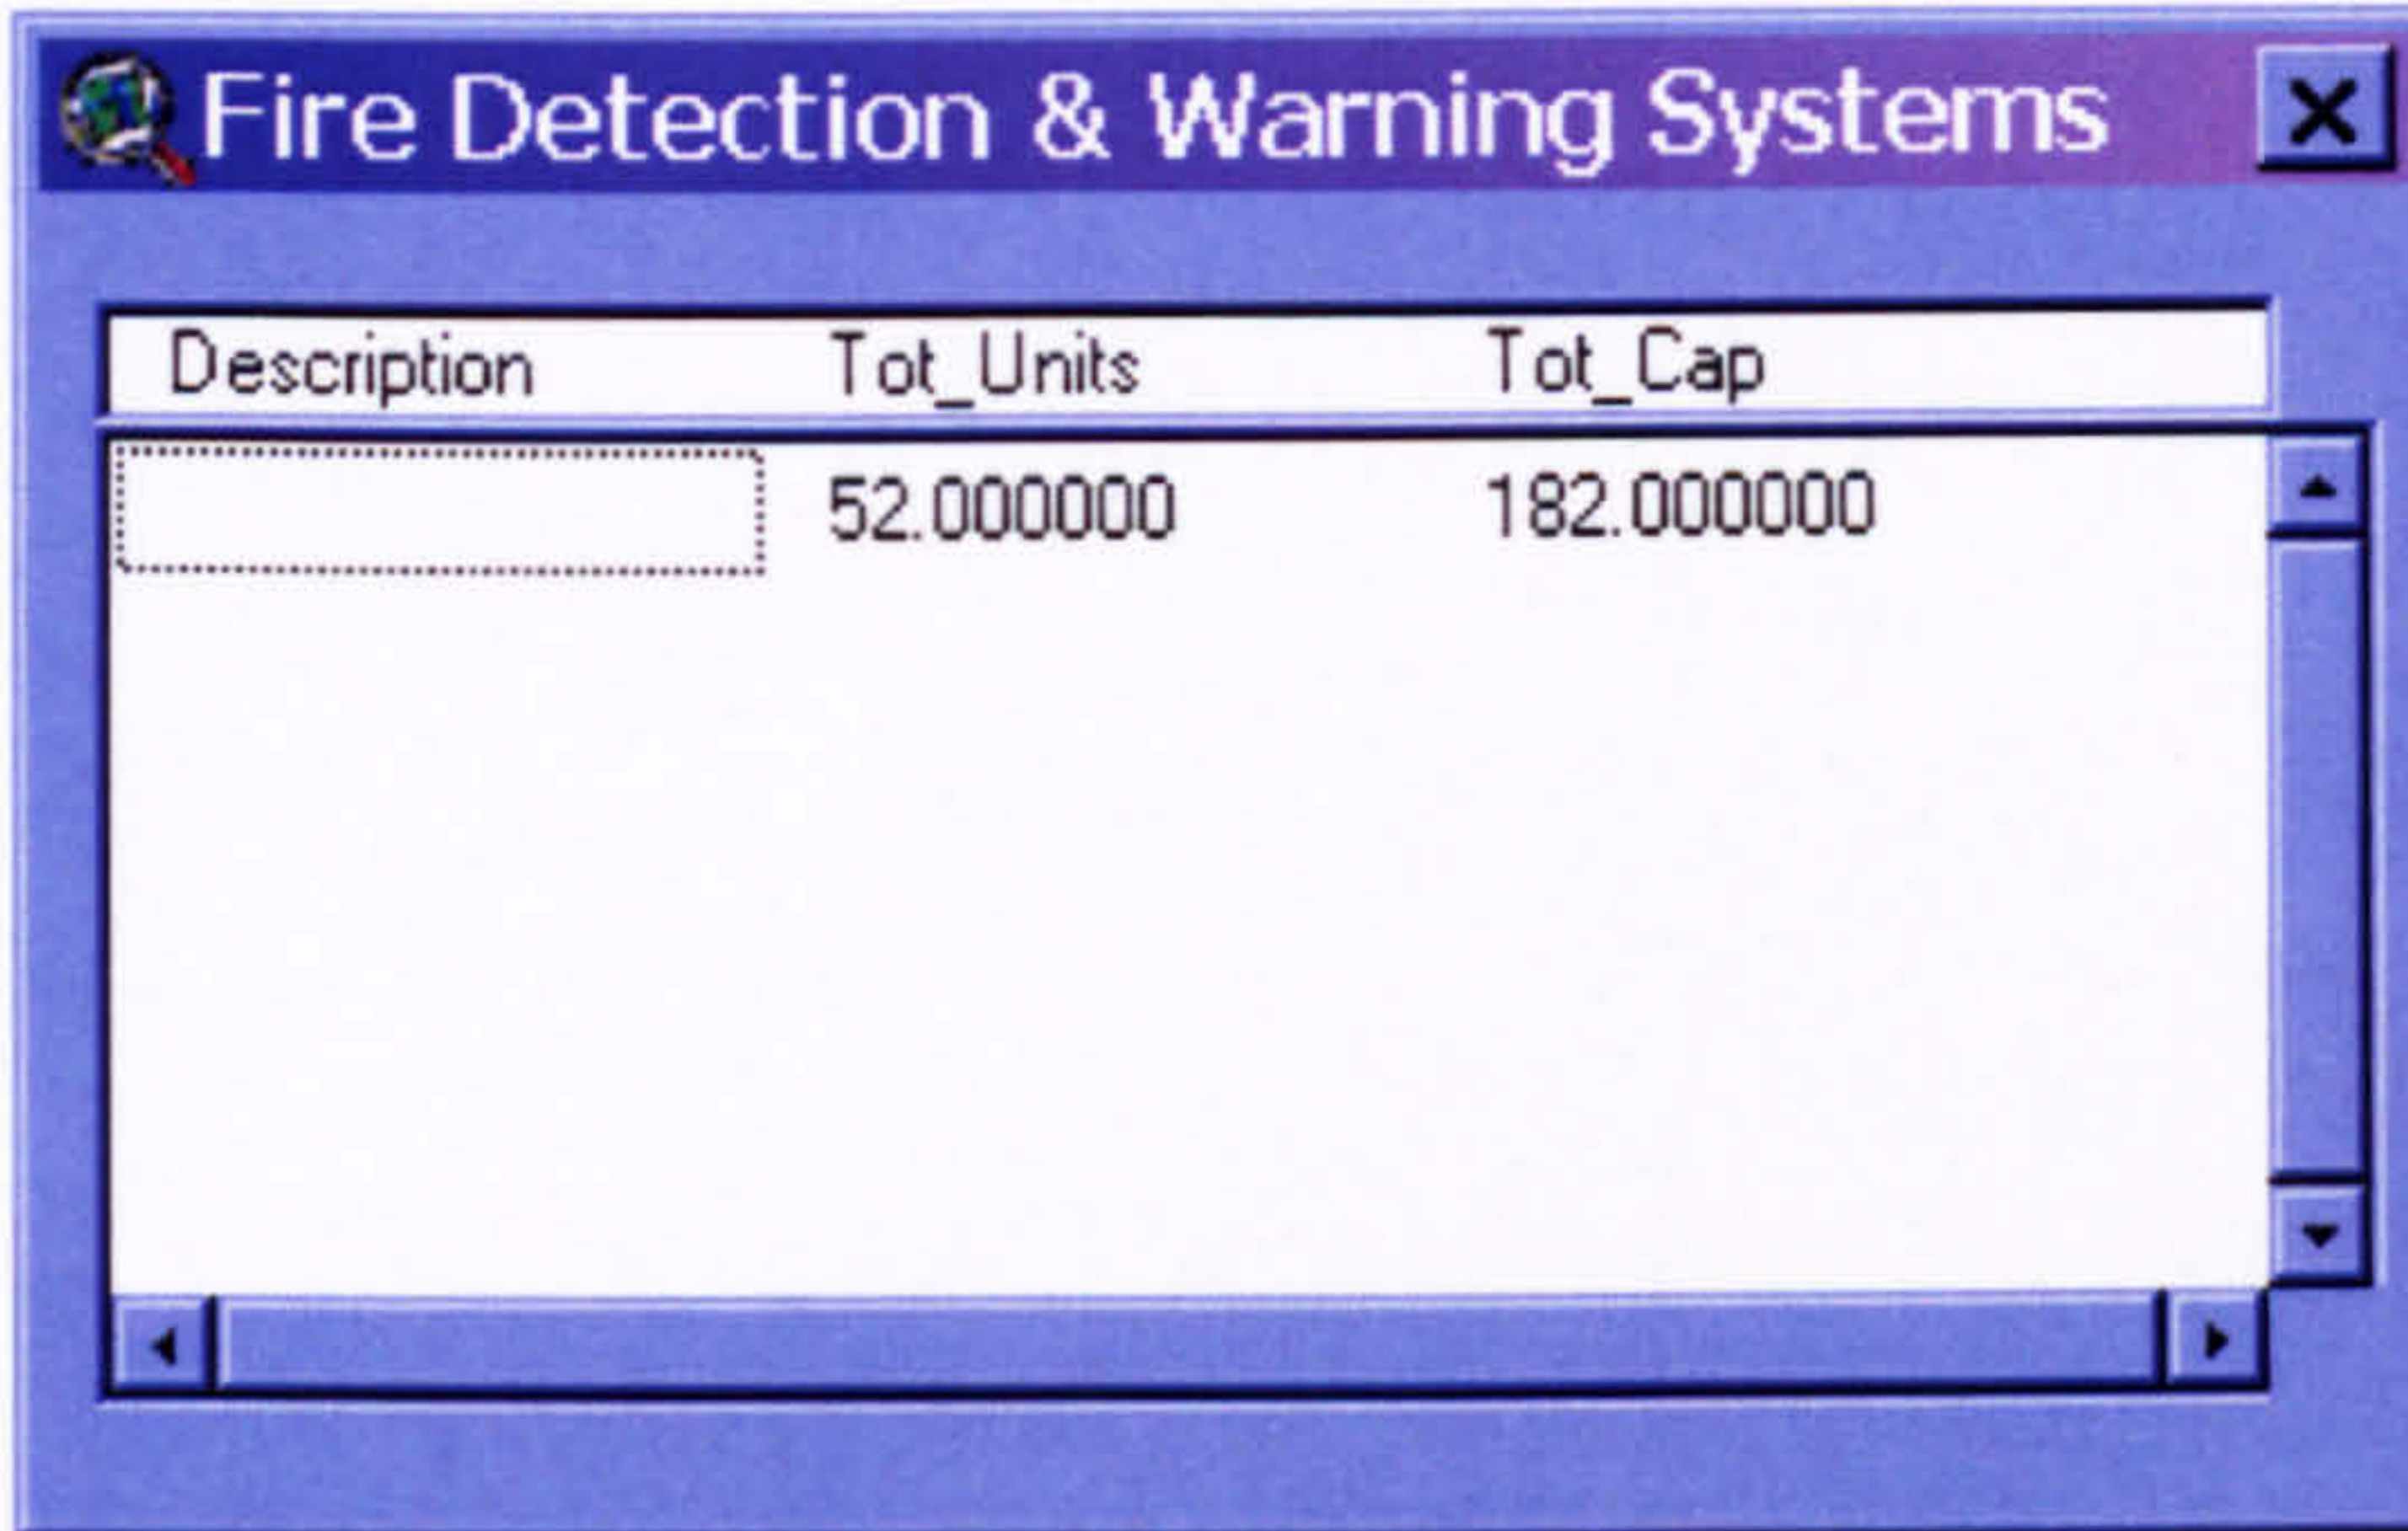 Fire Detection & Warning Systems
Description Tot_Units Tot_Cap
52.000000 182.000000